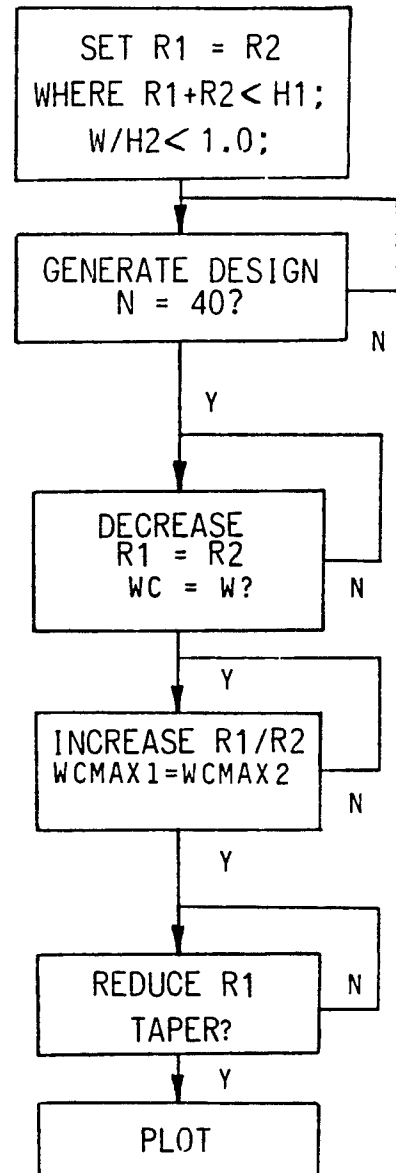 SET R1 = R2
WHERE R1+R2< H1;
W/H2< 1.0;
GENERATE DESIGN
N = 40?
N
Y
DECREASE
R1 = R2
WC = W?
N
Y
INCREASE R1/R2
WCMAX1=WCMAX2
N
Y
REDUCE R1
TAPER?
N
Y
PLOT